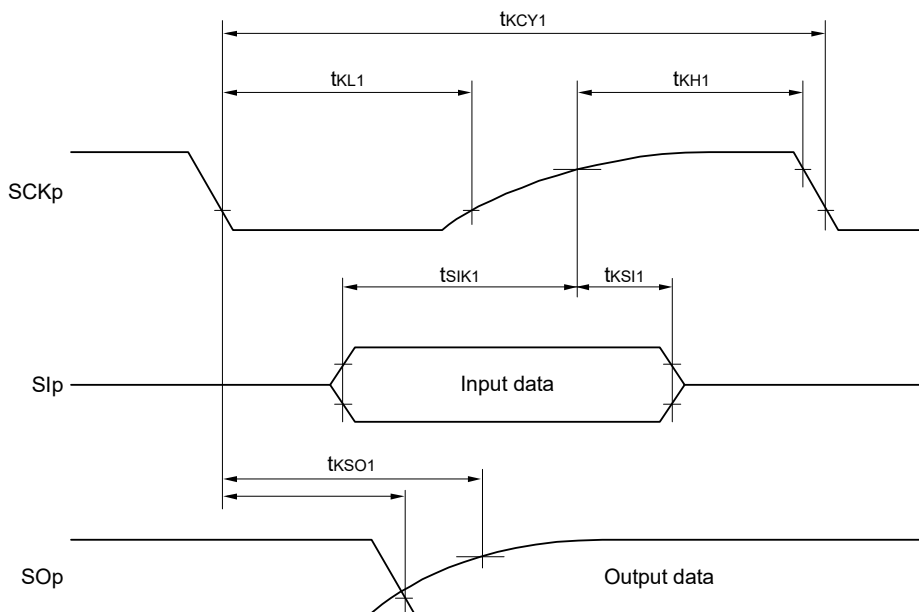 tKCY1
tKL1
tKH1
SCKp
tSIK1
tKSI1
SIp
Input data
tKSO1
SOp
Output data